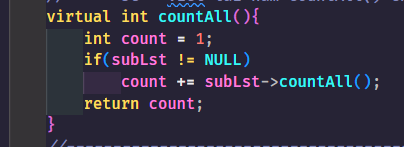 virtual int countAll(){
int count = 1;
if(subLst != NULL)
count += subLst->countAll();
return count;
}
//